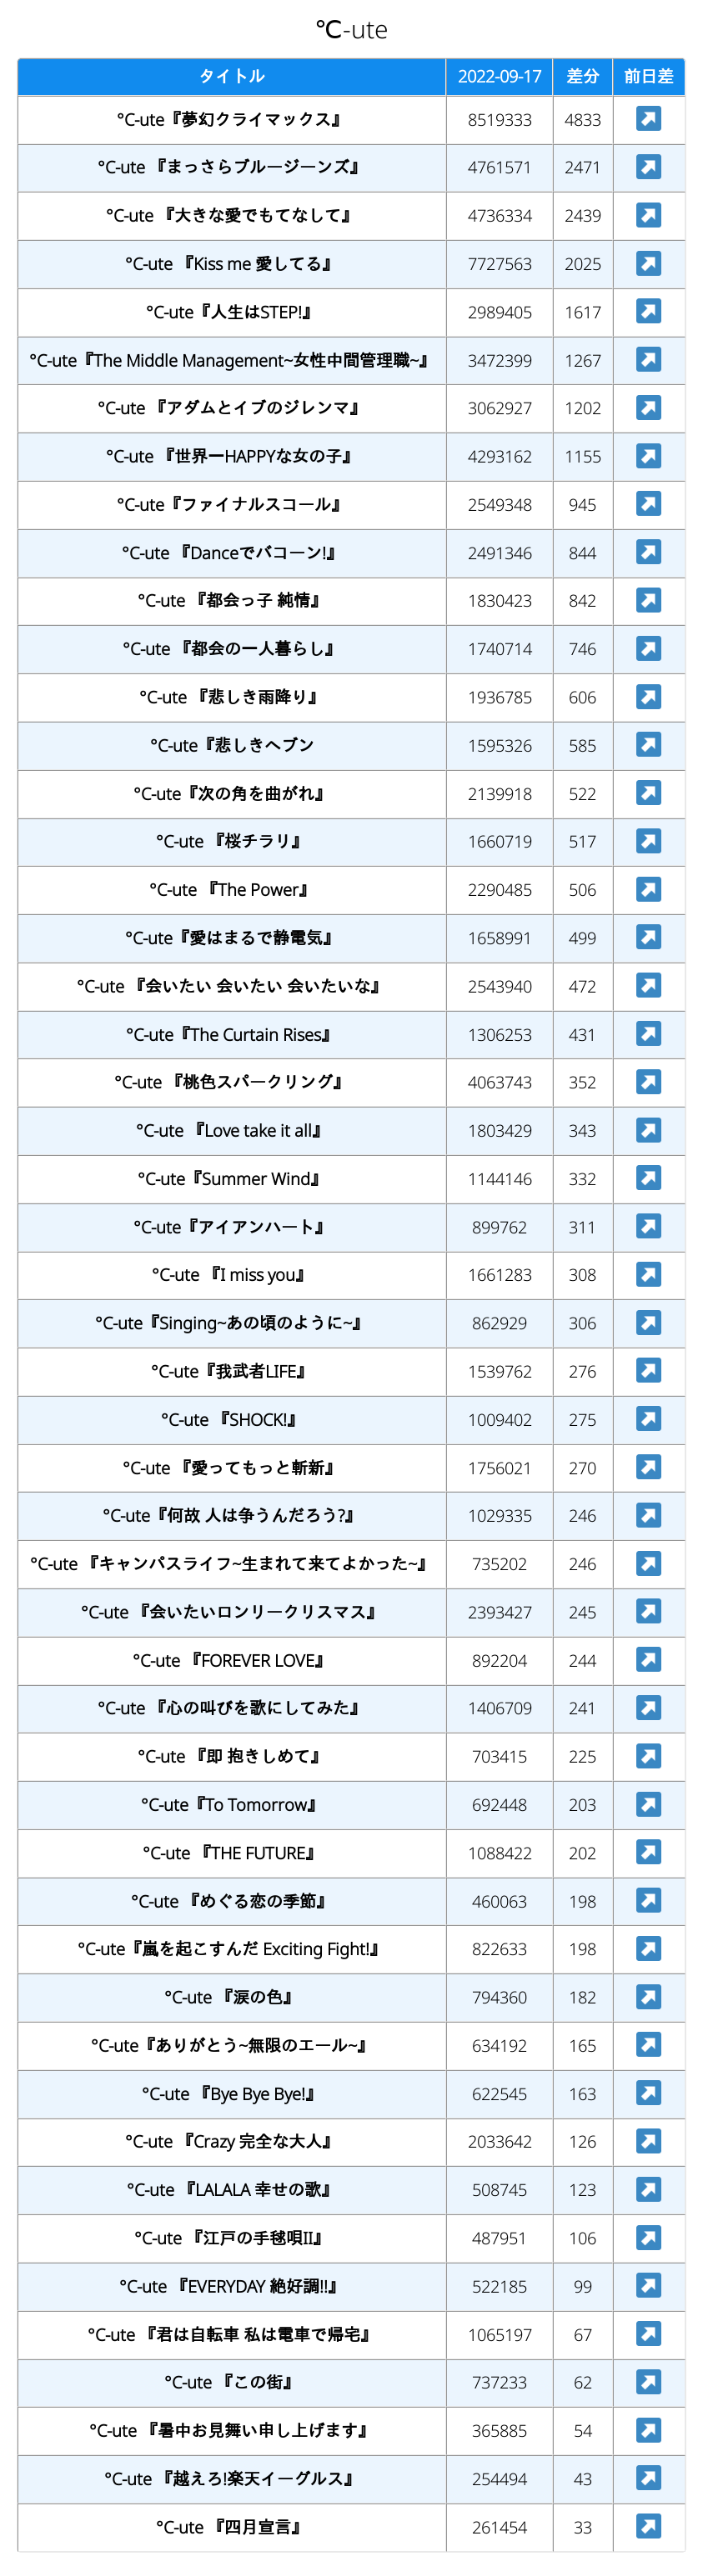 ℃-ute
タイトル 2022-09-17 差分 前日差
°C-ute『夢幻クライマックス』 8519333 4833
°C-ute 『まっさらブルージーンズ』 4761571 2471
°C-ute 『大きな愛でもてなして』 4736334 2439
°C-ute 『Kiss me 愛してる』 7727563 2025
°C-ute『人生はSTEP!』 2989405 1617
°C-ute『The Middle Management~女性中間管理職~』 3472399 1267
°C-ute 『アダムとイブのジレンマ』 3062927 1202
°C-ute 『世界一HAPPYな女の子』 4293162 1155
°C-ute『ファイナルスコール』 2549348 945
°C-ute 『Danceでバコーン!』 2491346 844
°C-ute 『都会っ子 純情』 1830423 842
°C-ute 『都会の一人暮らし』 1740714 746
°C-ute 『悲しき雨降り』 1936785 606
°C-ute『悲しきヘブン 1595326 585
°C-ute『次の角を曲がれ』 2139918 522
°C-ute 『桜チラリ』 1660719 517
°C-ute 『The Power』 2290485 506
°C-ute『愛はまるで静電気』 1658991 499
°C-ute 『会いたい 会いたい 会いたいな』 2543940 472
°C-ute『The Curtain Rises』 1306253 431
°C-ute 『桃色スパークリング』 4063743 352
°C-ute 『Love take it all』 1803429 343
°C-ute『Summer Wind』 1144146 332
°C-ute『アイアンハート』 899762 311
°C-ute 『I miss you』 1661283 308
°C-ute『Singing~あの頃のように~』 862929 306
°C-ute『我武者LIFE』 1539762 276
°C-ute 『SHOCK!』 1009402 275
°C-ute 『愛ってもっと斬新』 1756021 270
°C-ute『何故 人は争うんだろう?』 1029335 246
°C-ute 『キャンパスライフ~生まれて来てよかった~』 735202 246
°C-ute 『会いたいロンリークリスマス』 2393427 245
°C-ute 『FOREVER LOVE』 892204 244
°C-ute 『心の叫びを歌にしてみた』 1406709 241
°C-ute 『即 抱きしめて』 703415 225
°C-ute『To Tomorrow』 692448 203
°C-ute 『THE FUTURE』 1088422 202
°C-ute 『めぐる恋の季節』 460063 198
°C-ute『嵐を起こすんだ Exciting Fight!』 822633 198
°C-ute 『涙の色』 794360 182
°C-ute『ありがとう~無限のエール~』 634192 165
°C-ute 『Bye Bye Bye!』 622545 163
°C-ute 『Crazy 完全な大人』 2033642 126
°C-ute 『LALALA 幸せの歌』 508745 123
°C-ute 『江戸の手毬唄II』 487951 106
°C-ute 『EVERYDAY 絶好調!!』 522185 99
°C-ute 『君は自転車 私は電車で帰宅』 1065197 67
°C-ute 『この街』 737233 62
°C-ute 『暑中お見舞い申し上げます』 365885 54
°C-ute 『越えろ!楽天イーグルス』 254494 43
°C-ute 『四月宣言』 261454 33